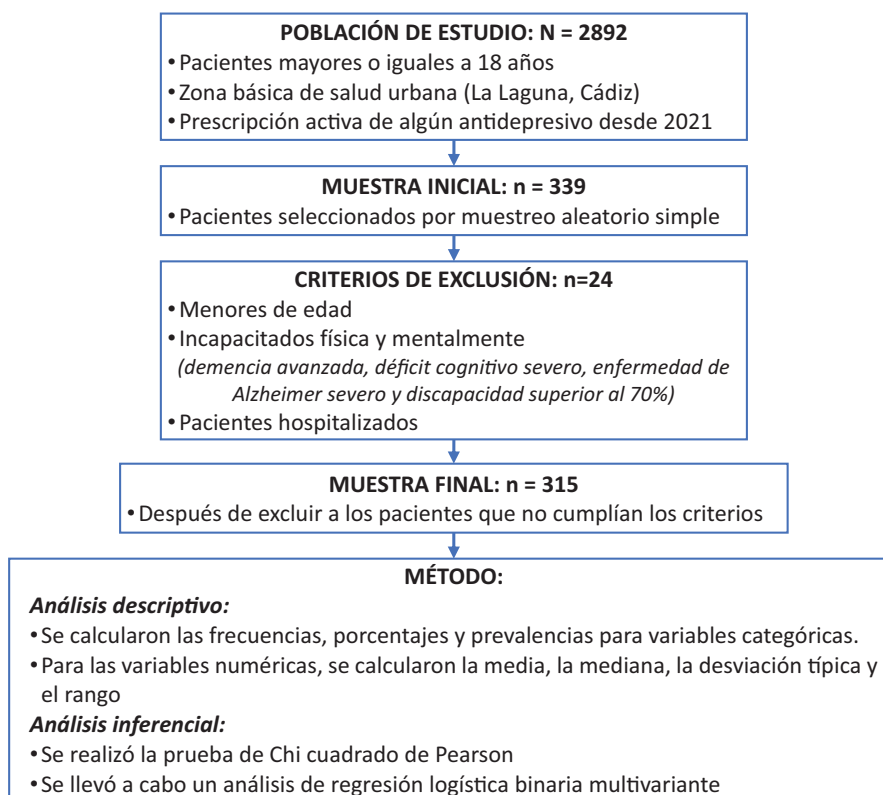 POBLACIÓN DE ESTUDIO: N = 2892
•Pacientes mayores o iguales a 18 años
•Zona básica de salud urbana (La Laguna, Cádiz)
•Prescripción activa de algún antidepresivo desde 2021
MUESTRA INICIAL: n = 339
•Pacientes seleccionados por muestreo aleatorio simple
CRITERIOS DE EXCLUSIÓN: n=24
•Menores de edad
•Incapacitados física y mentalmente
(demencia avanzada, déficit cognitivo severo, enfermedad de
Alzheimer severo y discapacidad superior al 70%)
•Pacientes hospitalizados
MUESTRA FINAL: n = 315
•Después de excluir a los pacientes que no cumplían los criterios
MÉTODO:
Análisis descriptivo:
•Se calcularon las frecuencias, porcentajes y prevalencias para variables categóricas.
•Para las variables numéricas, se calcularon la media, la mediana, la desviación típica y
el rango
Análisis inferencial:
•Se realizó la prueba de Chi cuadrado de Pearson
•Se llevó a cabo un análisis de regresión logística binaria multivariante